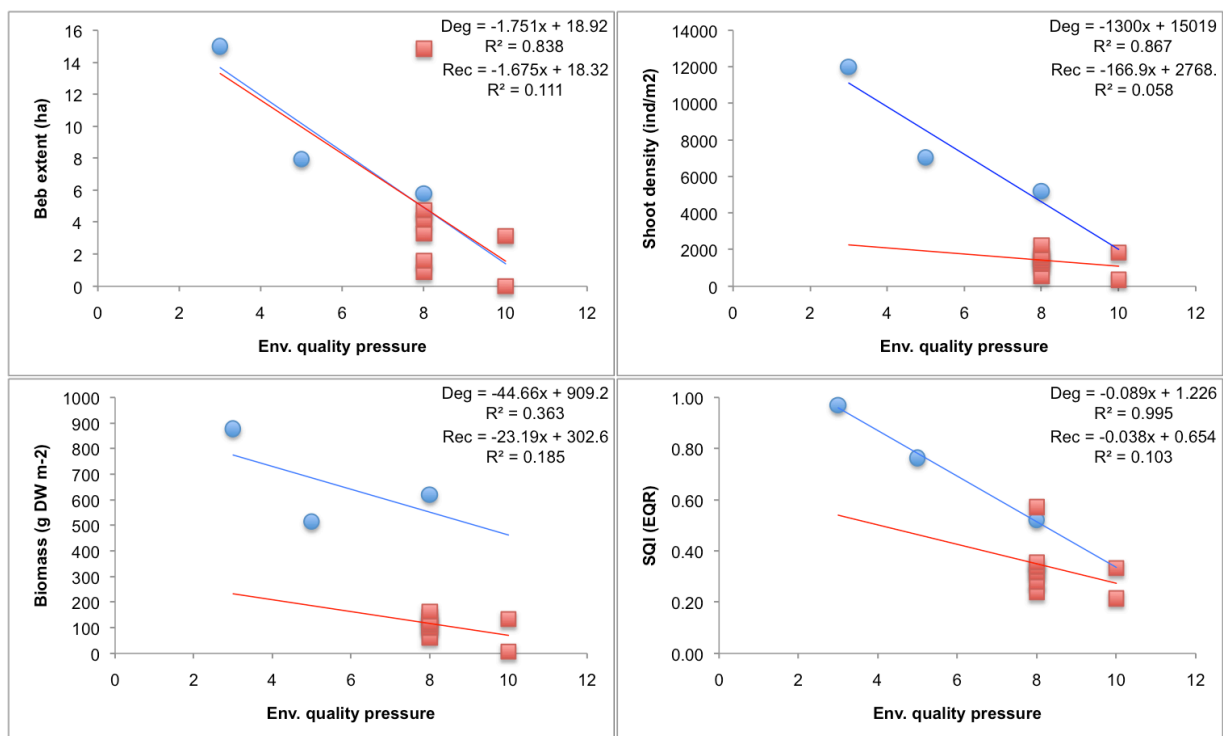 Deg = -1.751x + 18.92
R² = 0.838
Rec = -1.675x + 18.32
R² = 0.111
Beb extent (ha)
16
14
12
10
8
6
4
2
0
0 2 4 6 8 10 12
Env. quality pressure
Deg = -1300x + 15019
R² = 0.867
Rec = -166.9x + 2768.
R² = 0.058
Shoot density (ind/m2)
14000
12000
10000
8000
6000
4000
2000
0
0 2 4 6 8 10 12
Env. quality pressure
Deg = -44.66x + 909.2
R² = 0.363
Rec = -23.19x + 302.6
R² = 0.185
Biomass (g DW m-2)
1000
900
800
700
600
500
400
300
200
100
0
0 2 4 6 8 10 12
Env. quality pressure
Deg = -0.089x + 1.226
R² = 0.995
Rec = -0.038x + 0.654
R² = 0.103
SQI (EQR)
1.00
0.80
0.60
0.40
0.20
0.00
0 2 4 6 8 10 12
Env. quality pressure